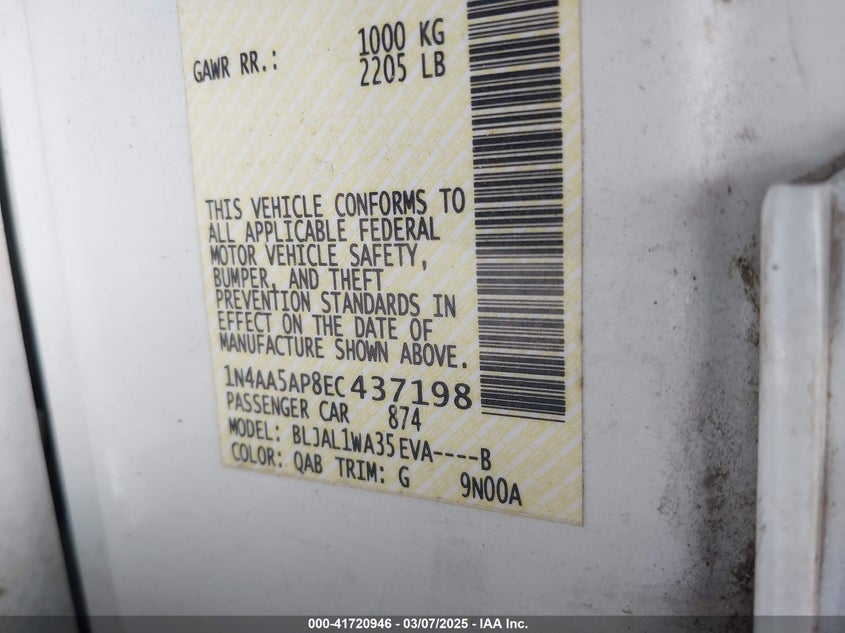 GAWR RR.: 1000 KG
2205 LB
THIS VEHICLE CONFORMS TO
ALL APPLICABLE FEDERAL
MOTOR VEHICLE SAFETY,
BUMPER, AND THEFT
PREVENTION STANDARDS IN
EFFECT ON THE DATE OF
MANUFACTURE SHOWN ABOVE.
1N4AA5AP8EC437198
PASSENGER CAR 874
MODEL: BLJAL1WA35EVA----B
COLOR: QAB TRIM: G 9N00A
000-41720946 - 03/07/2025 - IAA Inc.